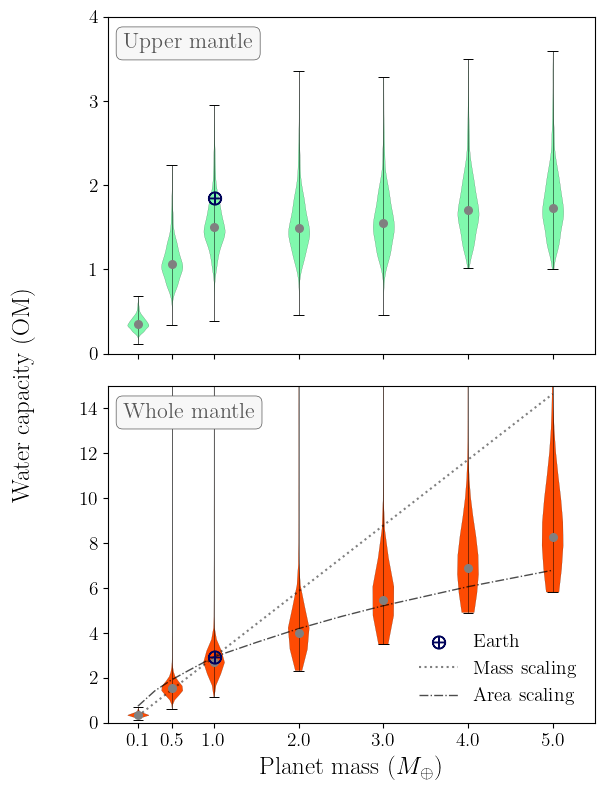 Upper mantle
4
3
2
1
0
Water capacity (OM)
Whole mantle
14
12
10
8
6
4
2
0
Earth
Mass scaling
Area scaling
0.1 0.5 1.0 2.0 3.0 4.0 5.0
Planet mass (M⊕)